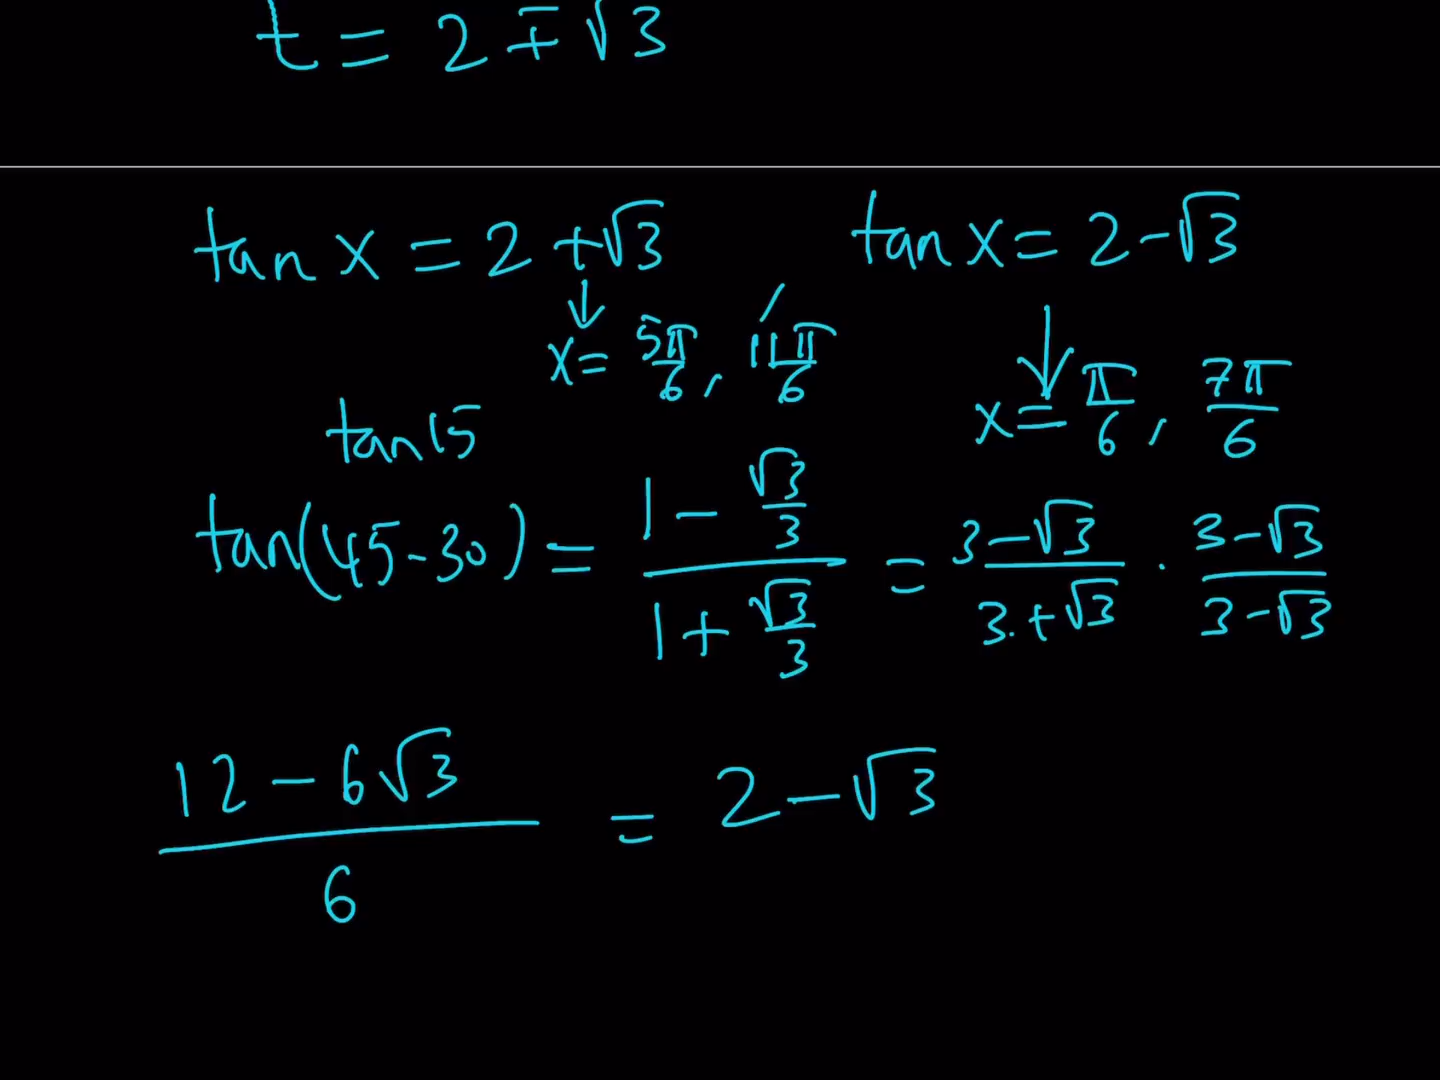 t = 2 ∓ √3
tan x = 2 + √3
tan x = 2 - √3
↓
↓
x = 5π/6, 11π/6
x = π/6, 7π/6
tan 15
tan(45-30) = (1 - √3/3)/(1 + √3/3) = (3-√3)/(3.+√3) · (3-√3)/(3-√3)
(12 - 6√3)/6 = 2 - √3